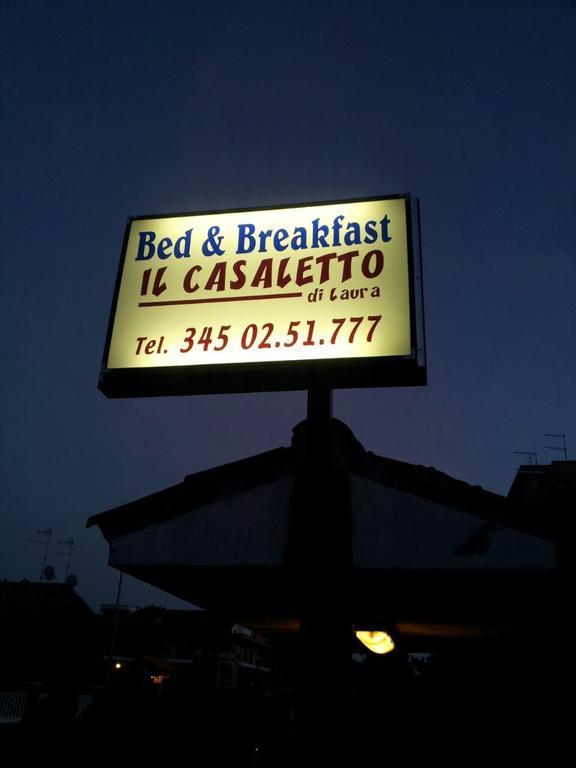 Bed & Breakfast
IL CASALETTO
di Laura
Tel. 345 02.51.777